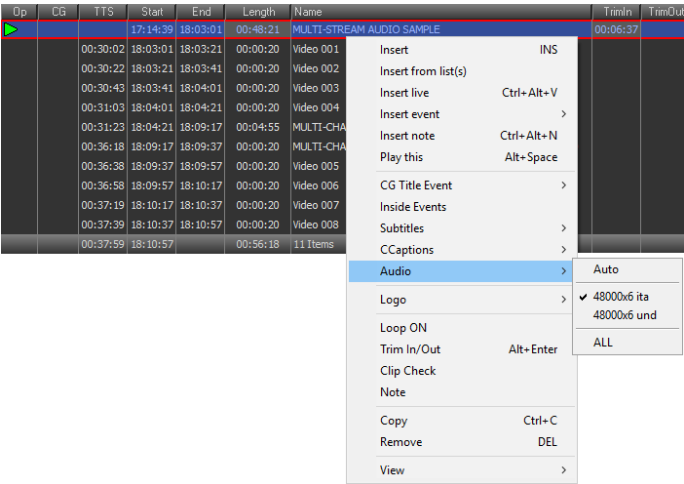 Op CG TTS Start End Length Name TrimIn TrimOut
17:14:39 18:03:01 00:48:21 MULTI-STREAM AUDIO SAMPLE 00:06:37
00:30:02 18:03:01 18:03:21 00:00:20 Video 001
00:30:22 18:03:21 18:03:41 00:00:20 Video 002
00:30:43 18:03:41 18:04:01 00:00:20 Video 003
00:31:03 18:04:01 18:04:21 00:00:20 Video 004
00:31:23 18:04:21 18:09:17 00:04:55 MULTI-CHA
00:36:18 18:09:17 18:09:37 00:00:20 MULTI-CHA
00:36:38 18:09:37 18:09:57 00:00:20 Video 005
00:36:58 18:09:57 18:10:17 00:00:20 Video 006
00:37:19 18:10:17 18:10:37 00:00:20 Video 007
00:37:39 18:10:37 18:10:57 00:00:20 Video 008
00:37:59 18:10:57 00:56:18 11 Items
Insert INS
Insert from list(s)
Insert live Ctrl+Alt+V
Insert event
Insert note Ctrl+Alt+N
Play this Alt+Space
CG Title Event
Inside Events
Subtitles
CCaptions
Audio
Logo
Loop ON
Trim In/Out Alt+Enter
Clip Check
Note
Copy Ctrl+C
Remove DEL
View
Auto
48000x6 ita
48000x6 und
ALL